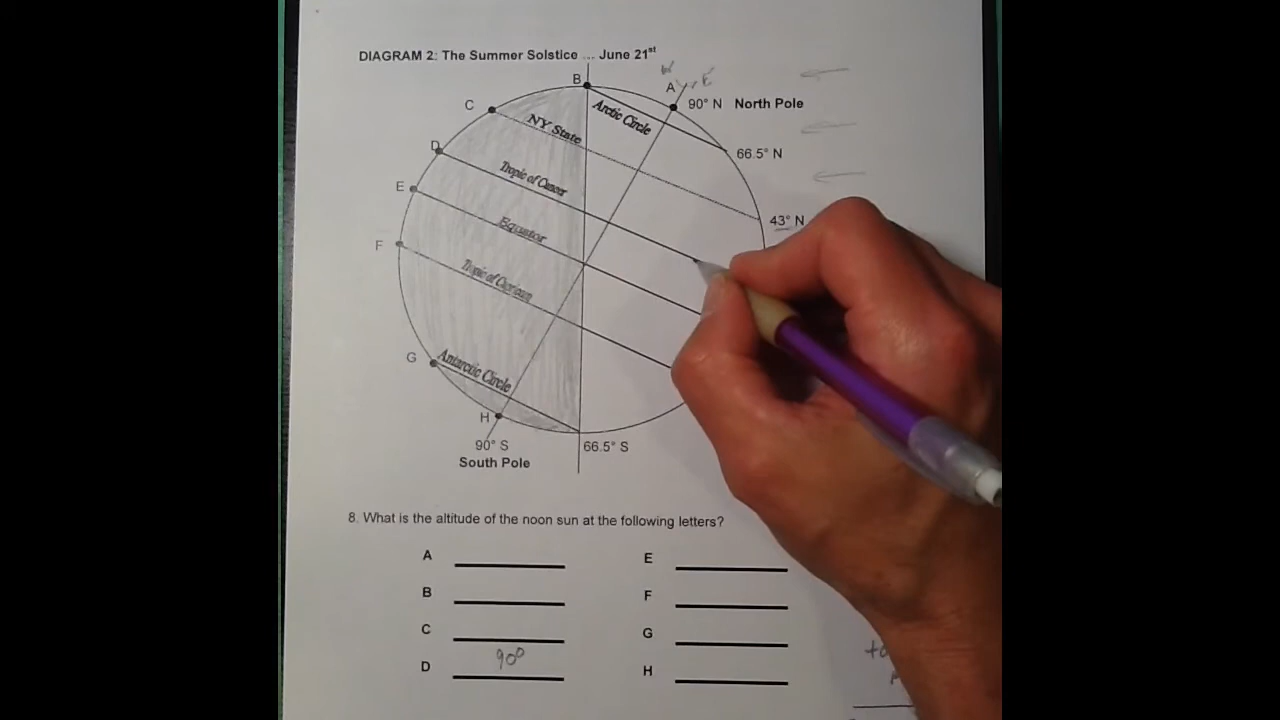 DIAGRAM 2: The Summer Solstice ... June 21st
B
W
E
A
C
90° N North Pole
Arctic Circle
NY State
D
66.5° N
Tropic of Cancer
E
43° N
Equator
F
Tropic of Capricorn
G
Antarctic Circle
H
90° S
66.5° S
South Pole
8. What is the altitude of the noon sun at the following letters?
A
E
B
F
C
G
D 90°
H